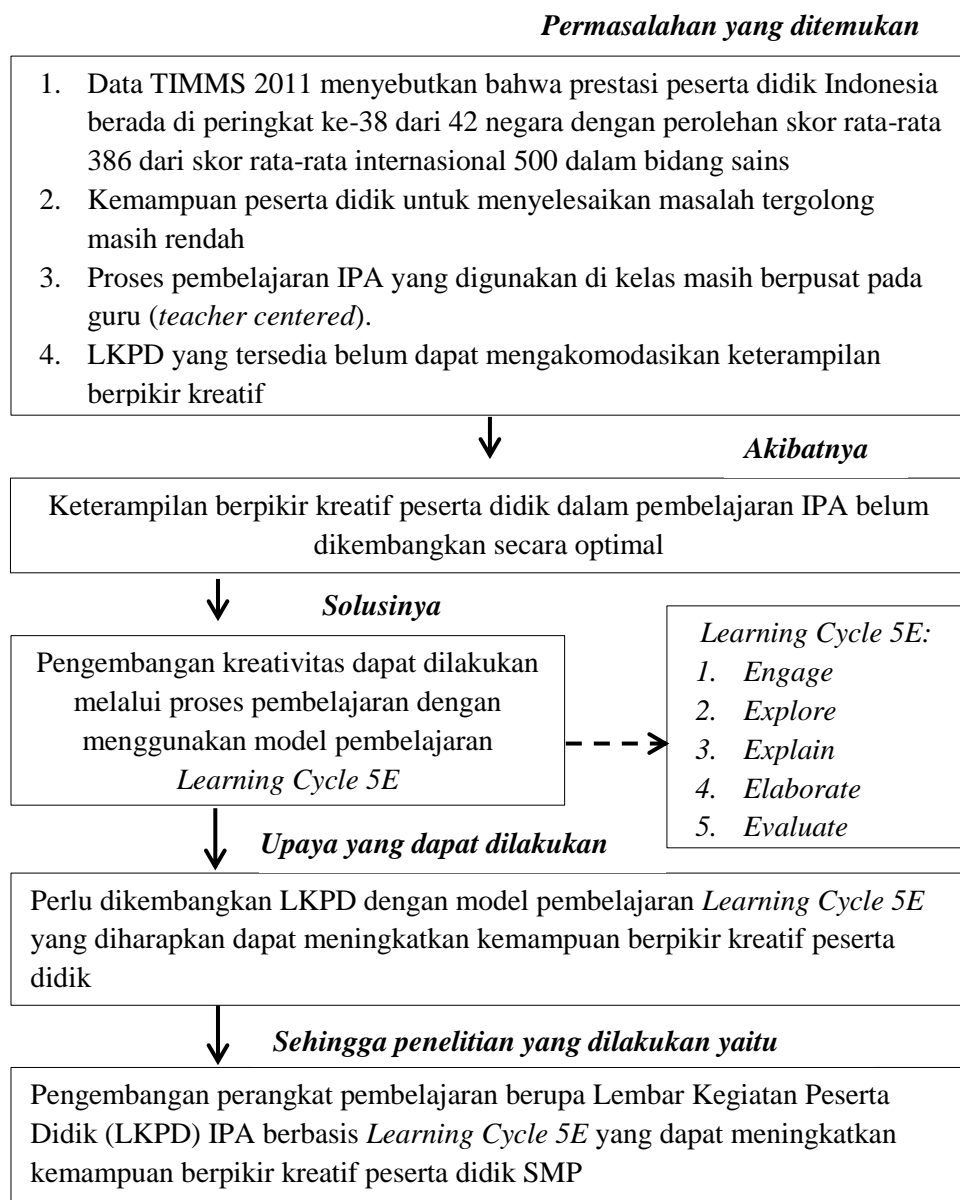 Permasalahan yang ditemukan
1. Data TIMMS 2011 menyebutkan bahwa prestasi peserta didik Indonesia
berada di peringkat ke-38 dari 42 negara dengan perolehan skor rata-rata
386 dari skor rata-rata internasional 500 dalam bidang sains
2. Kemampuan peserta didik untuk menyelesaikan masalah tergolong
masih rendah
3. Proses pembelajaran IPA yang digunakan di kelas masih berpusat pada
guru (teacher centered).
4. LKPD yang tersedia belum dapat mengakomodasikan keterampilan
berpikir kreatif
Akibatnya
Keterampilan berpikir kreatif peserta didik dalam pembelajaran IPA belum
dikembangkan secara optimal
Solusinya
Pengembangan kreativitas dapat dilakukan
melalui proses pembelajaran dengan
menggunakan model pembelajaran
Learning Cycle 5E
Learning Cycle 5E:
1. Engage
2. Explore
3. Explain
4. Elaborate
5. Evaluate
Upaya yang dapat dilakukan
Perlu dikembangkan LKPD dengan model pembelajaran Learning Cycle 5E
yang diharapkan dapat meningkatkan kemampuan berpikir kreatif peserta
didik
Sehingga penelitian yang dilakukan yaitu
Pengembangan perangkat pembelajaran berupa Lembar Kegiatan Peserta
Didik (LKPD) IPA berbasis Learning Cycle 5E yang dapat meningkatkan
kemampuan berpikir kreatif peserta didik SMP